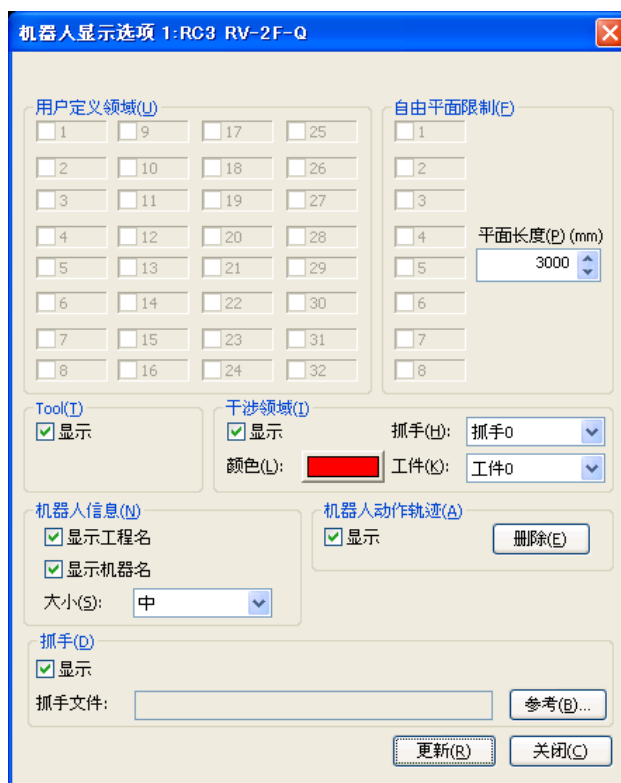 机器人显示选项 1:RC3 RV-2F-Q
用户定义领域(U) 自由平面限制(F)
1 9 17 25 1
2 10 18 26 2
3 11 19 27 3
4 12 20 28 4 平面长度(P) (mm)
5 13 21 29 5 3000
6 14 22 30 6
7 15 23 31 7
8 16 24 32 8
Tool(T) 干涉领域(I)
显示 显示 抓手(H): 抓手0
颜色(L): 工件(K): 工件0
机器人信息(N) 机器人动作轨迹(A)
显示工程名 显示 删除(E)
显示机器名
大小(S): 中
抓手(D)
显示
抓手文件: 参考(B)...
更新(R) 关闭(C)